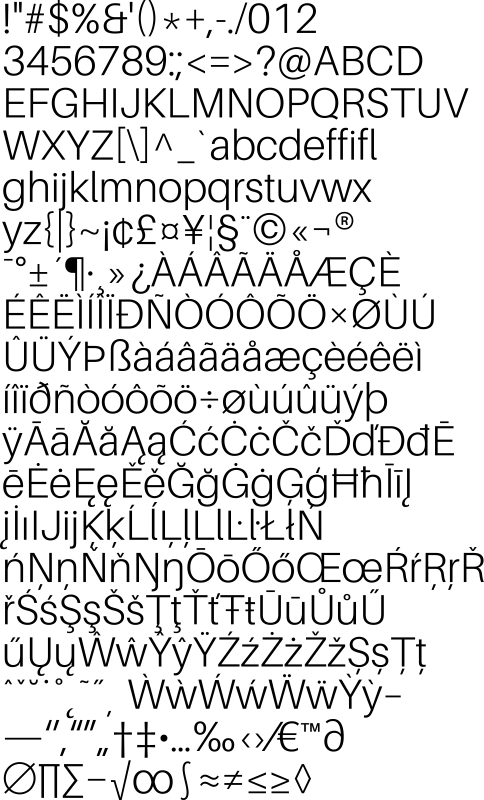 !"#$%&'()*+,-./012
3456789:;<=>?@ABCD
EFGHIJKLMNOPQRSTUV
WXYZ[\]^_`abcdeffifl
ghijklmnopqrstuvwx
yz{|}~¡¢£¤¥¦§¨©«¬®
¯°±´¶·¸»¿ÀÁÂÃÄÅÆÇÈ
ÉÊËÌÍÎÏÐÑÒÓÔÕÖ×ØÙÚ
ÛÜÝÞßàáâãäåæçèéêëì
íîïðñòóôõö÷øùúûüýþ
ÿĀāĂăĄąĆćĊċČčĎďĐđĒ
ēĖėĘęĚěĞğĠġĢģĦħĪīĮ
įİıIJijĶķĹĺĻļĽľĿŀŁłŃ
ńŅņŇňŊŋŌōŐőŒœŔŕŖŗŘ
řŚśŞşŠšŢţŤťŦŧŪūŮůŰ
űŲųŴŵŶŷŸŹźŻżŽžȘșȚț
ˆˇ˘˙˚˛˜˝̦ẀẁẂẃẄẅỲỳ–
—‘’‚“”„†‡•…‰‹›⁄€™∂
∅∏∑−√∞∫≈≠≤≥◊